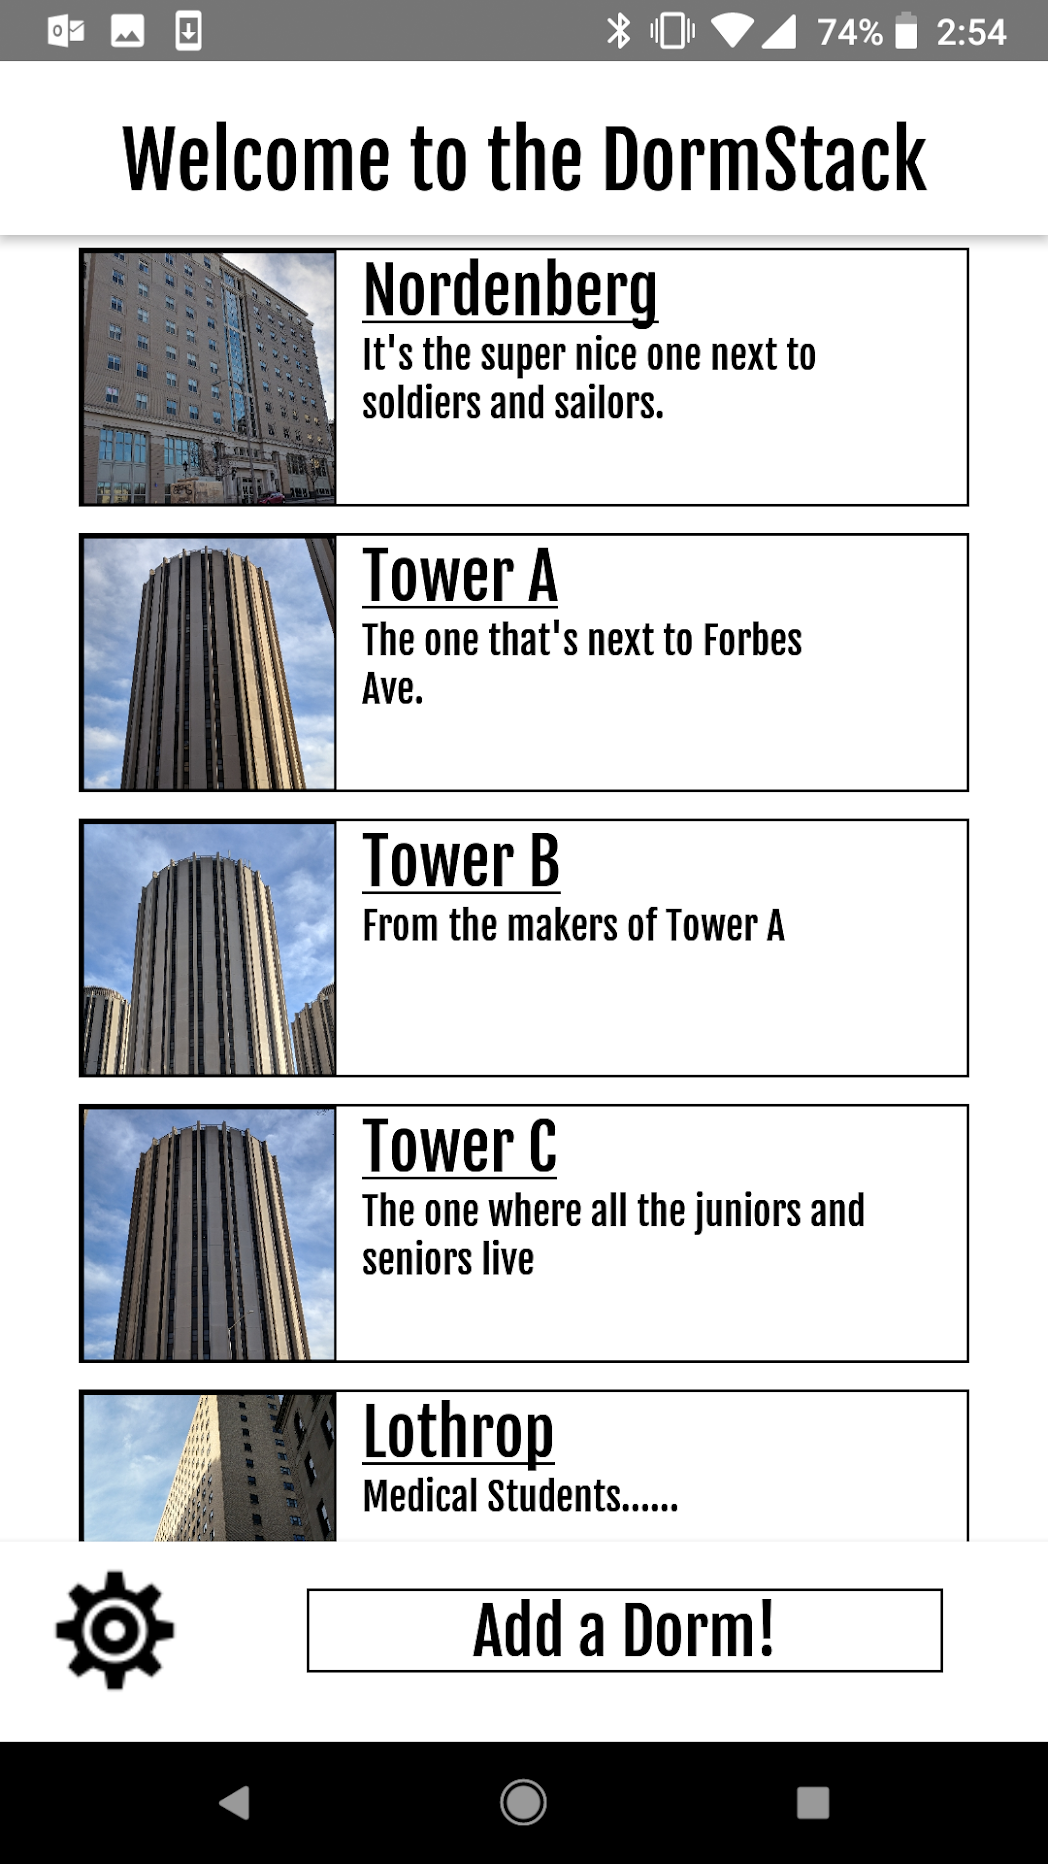 74% 2:54
Welcome to the DormStack
Nordenberg
It's the super nice one next to
soldiers and sailors.
Tower A
The one that's next to Forbes
Ave.
Tower B
From the makers of Tower A
Tower C
The one where all the juniors and
seniors live
Lothrop
Medical Students......
Add a Dorm!